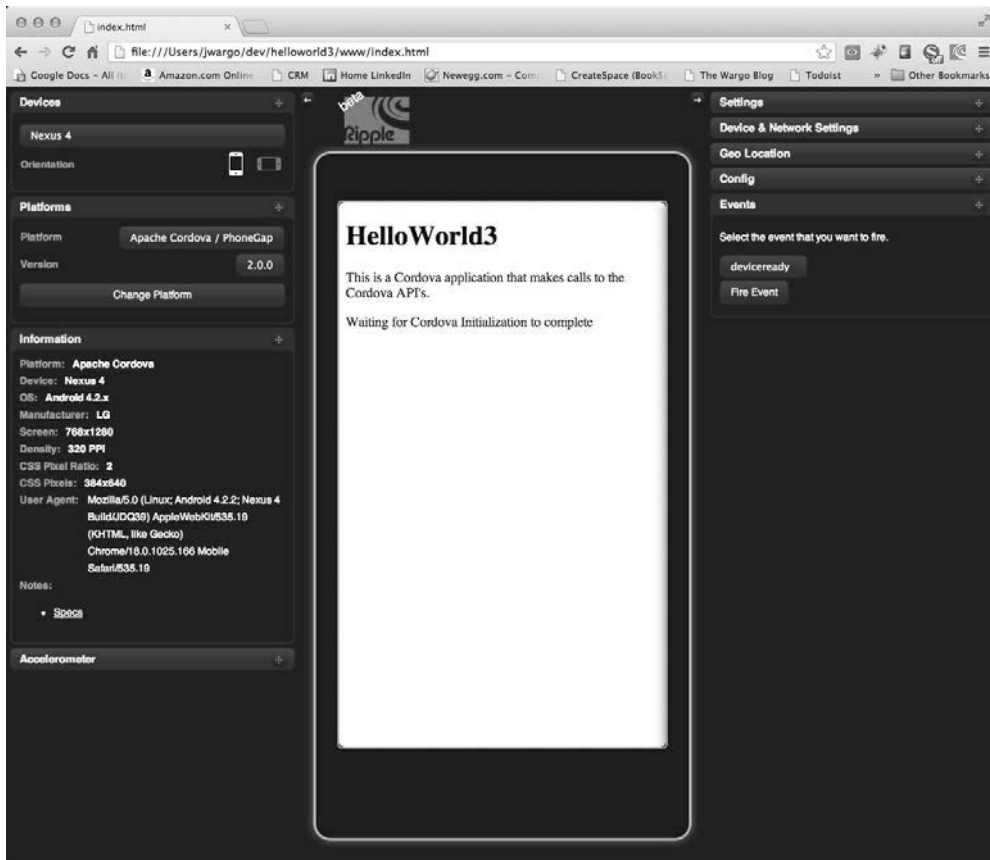 index.html
file:///Users/jwargo/dev/helloworld3/www/index.html
Google Docs – All Amazon.com Online CRM Home LinkedIn Newegg.com – Com CreateSpace (Book The Wargo Blog Todoist » Other Bookmarks
Devices
Nexus 4
Orientation
Platforms
Platform Apache Cordova / PhoneGap
Version 2.0.0
Change Platform
Information
Platform: Apache Cordova
Device: Nexus 4
OS: Android 4.2.x
Manufacturer: LG
Screen: 768x1280
Density: 320 PPI
CSS Pixel Ratio: 2
CSS Pixels: 384x640
User Agent: Mozilla/5.0 (Linux; Android 4.2.2; Nexus 4
Build/JDQ39) AppleWebKit/535.19
(KHTML, like Gecko)
Chrome/18.0.1025.166 Mobile
Safari/535.19
Notes:
• Specs
Accelerometer
beta
Ripple
HelloWorld3
This is a Cordova application that makes calls to the
Cordova API's.
Waiting for Cordova Initialization to complete
Settings
Device & Network Settings
Geo Location
Config
Events
Select the event that you want to fire.
deviceready
Fire Event